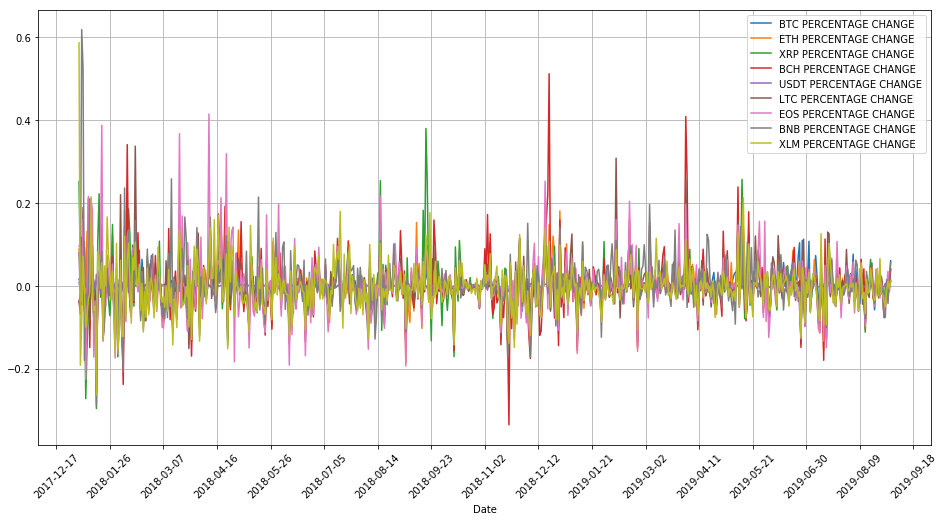 BTC PERCENTAGE CHANGE
ETH PERCENTAGE CHANGE
XRP PERCENTAGE CHANGE
BCH PERCENTAGE CHANGE
USDT PERCENTAGE CHANGE
LTC PERCENTAGE CHANGE
EOS PERCENTAGE CHANGE
BNB PERCENTAGE CHANGE
XLM PERCENTAGE CHANGE
0.6
0.4
0.2
0.0
−0.2
2017-12-17
2018-01-26
2018-03-07
2018-04-16
2018-05-26
2018-07-05
2018-08-14
2018-09-23
2018-11-02
2018-12-12
2019-01-21
2019-03-02
2019-04-11
2019-05-21
2019-06-30
2019-08-09
2019-09-18
Date